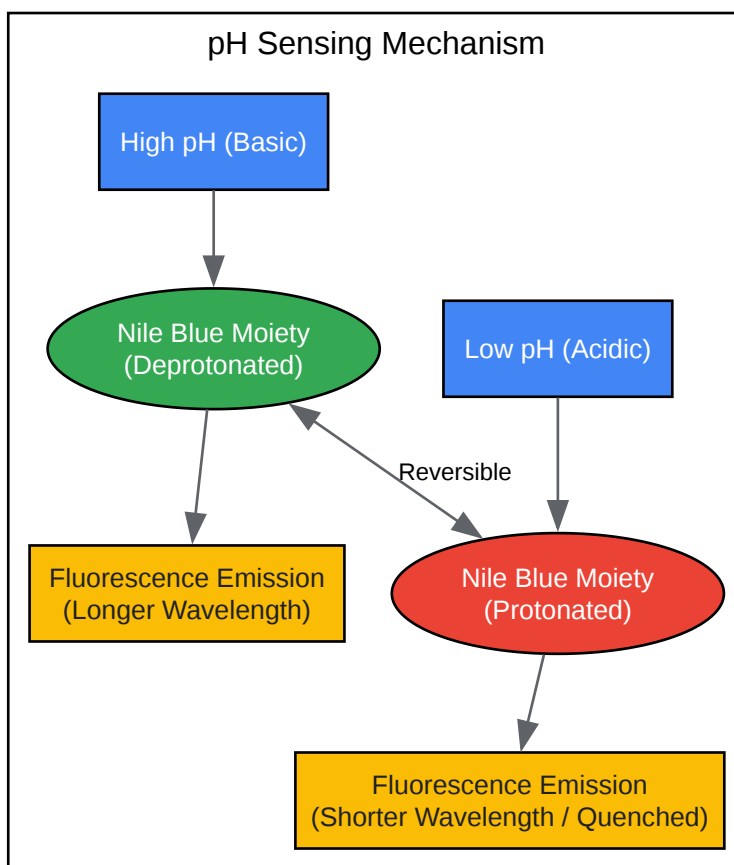 pH Sensing Mechanism
High pH (Basic)
Nile Blue Moiety
(Deprotonated)
Low pH (Acidic)
Reversible
Fluorescence Emission
(Longer Wavelength)
Nile Blue Moiety
(Protonated)
Fluorescence Emission
(Shorter Wavelength / Quenched)